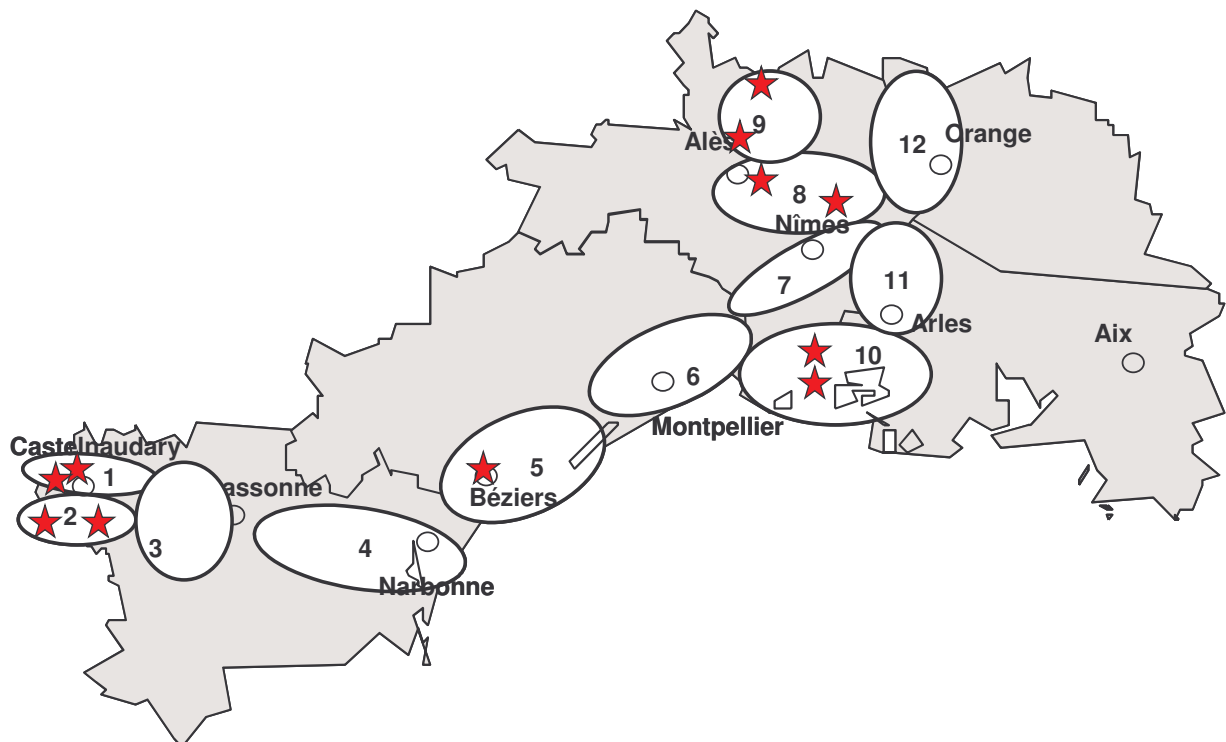 9
Alès
12
Orange
8
Nîmes
7
11
Arles
Aix
10
6
Montpellier
Castelnaudary
1
5
Béziers
assonne
2
3
4
Narbonne